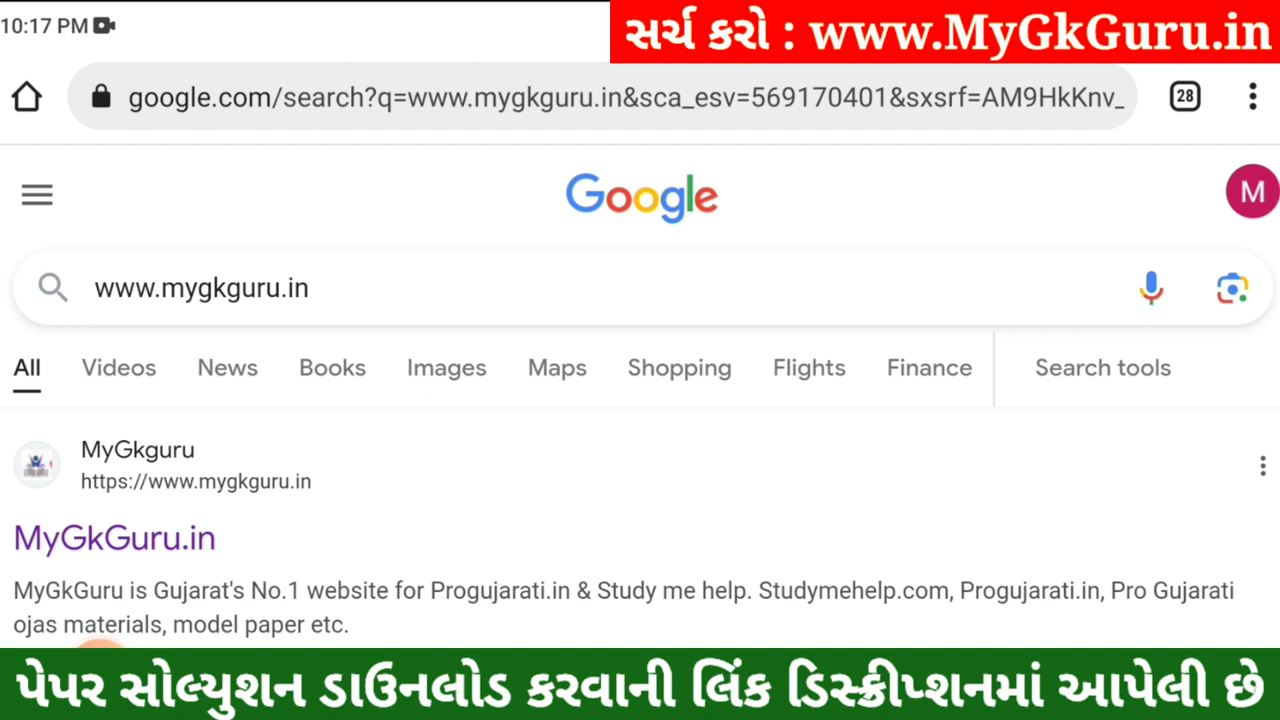 10:17 PM
સર્ચ કરો : www.MyGkGuru.in
google.com/search?q=www.mygkguru.in&sca_esv=569170401&sxsrf=AM9HkKnv_
28
Google
M
www.mygkguru.in
All Videos News Books Images Maps Shopping Flights Finance Search tools
MyGkguru
https://www.mygkguru.in
MyGkGuru.in
MyGkGuru is Gujarat's No.1 website for Progujarati.in & Study me help. Studymehelp.com, Progujarati.in, Pro Gujarati
ojas materials, model paper etc.
પેપર સોલ્યુશન ડાઉનલોડ કરવાની લિંક ડિસ્ક્રીપ્શનમાં આપેલી છે